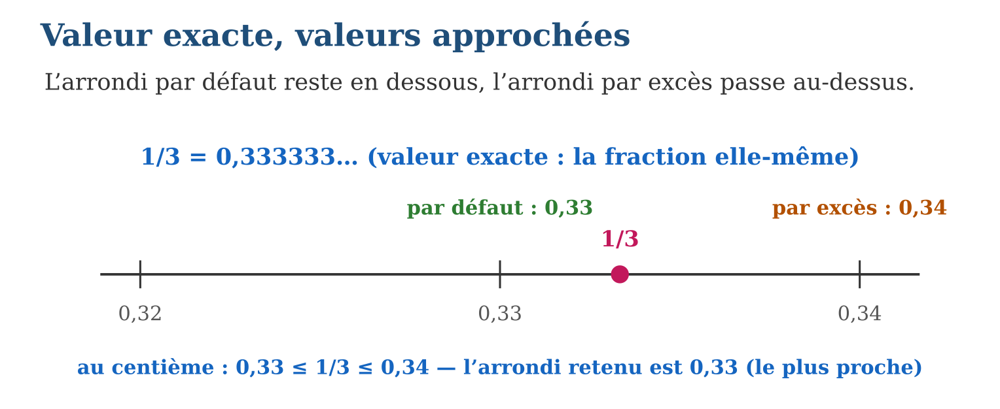 Valeur exacte, valeurs approchées
L’arrondi par défaut reste en dessous, l’arrondi par excès passe au-dessus.
1/3 = 0,333333… (valeur exacte : la fraction elle-même)
par défaut : 0,33
par excès : 0,34
1/3
0,32
0,33
0,34
au centième : 0,33 ≤ 1/3 ≤ 0,34 — l’arrondi retenu est 0,33 (le plus proche)